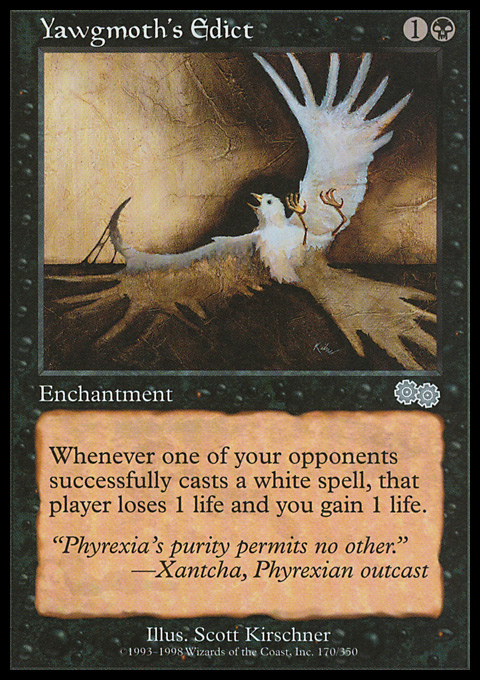 Yawgmoth's Edict 1
Enchantment
Whenever one of your opponents
successfully casts a white spell, that
player loses 1 life and you gain 1 life.
“Phyrexia's purity permits no other.”
—Xantcha, Phyrexian outcast
Illus. Scott Kirschner
©1993–1998 Wizards of the Coast, Inc. 170/350